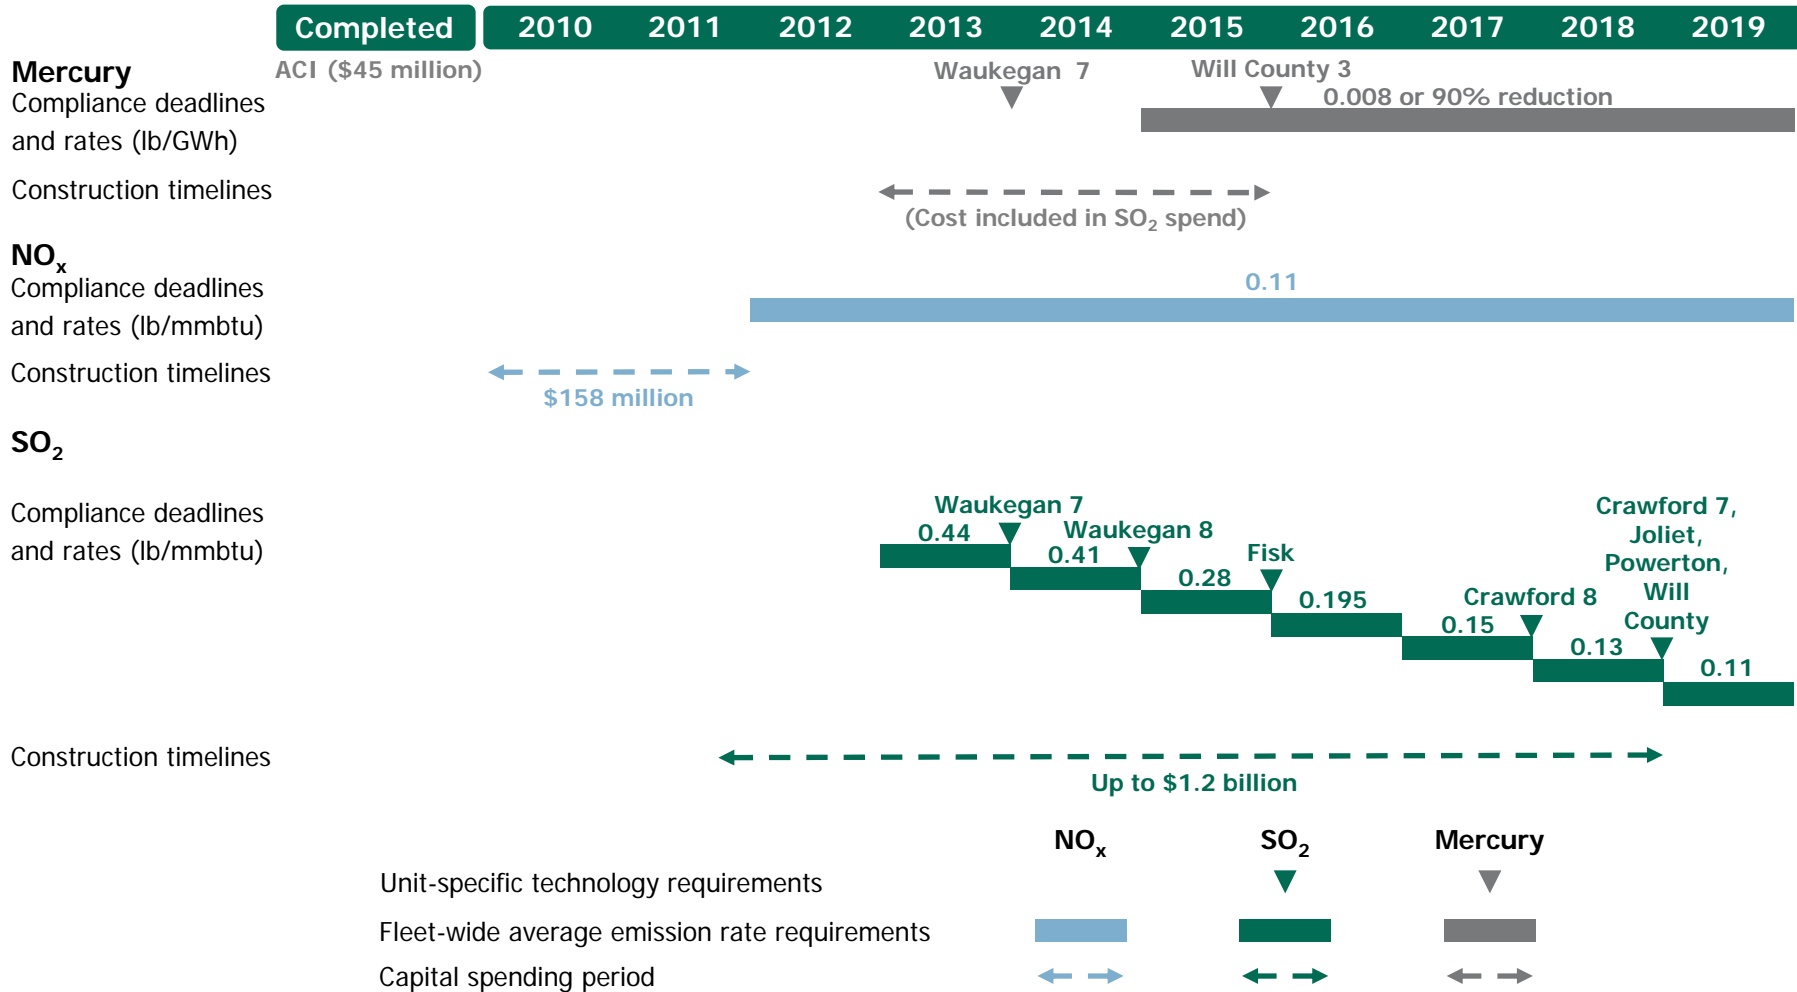 Completed 2010 2011 2012 2013 2014 2015 2016 2017 2018 2019
Mercury
ACI ($45 million)
Waukegan 7
Will County 3
Compliance deadlines
and rates (lb/GWh)
0.008 or 90% reduction
Construction timelines
(Cost included in SO2 spend)
NOx
Compliance deadlines
and rates (lb/mmbtu)
0.11
Construction timelines
$158 million
SO2
Compliance deadlines
and rates (lb/mmbtu)
Waukegan 7
0.44
Waukegan 8
0.41
Fisk
0.28
0.195
Crawford 8
0.15
Crawford 7,
Joliet,
Powerton,
Will
County
0.13
0.11
Construction timelines
Up to $1.2 billion
NOx SO2 Mercury
Unit-specific technology requirements
Fleet-wide average emission rate requirements
Capital spending period